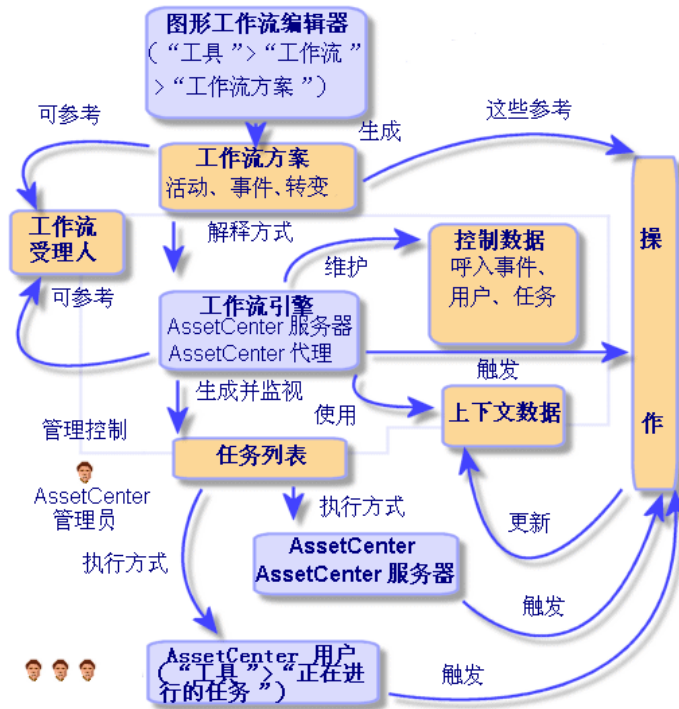 图形工作流编辑器
（“工具”>“工作流”
>“工作流方案”）
可参考
生成
这些参考
工作流方案
活动、事件、转变
工作流
受理人
解释方式
操
控制数据
呼入事件、
用户、任务
维护
可参考
工作流引擎
AssetCenter 服务器
AssetCenter 代理
触发
生成并监视
使用
上下文数据
作
管理控制
任务列表
AssetCenter
管理员
执行方式
更新
执行方式
AssetCenter
AssetCenter 服务器
触发
AssetCenter 用户
（“工具”>“正在进
行的任务”）
触发